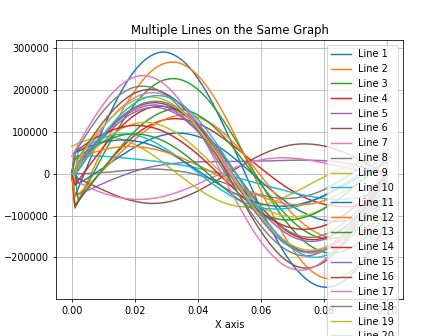 Multiple Lines on the Same Graph
300000
200000
100000
0
−100000
−200000
0.00
0.02
0.04
0.06
0.08
X axis
Line 1
Line 2
Line 3
Line 4
Line 5
Line 6
Line 7
Line 8
Line 9
Line 10
Line 11
Line 12
Line 13
Line 14
Line 15
Line 16
Line 17
Line 18
Line 19
Line 20